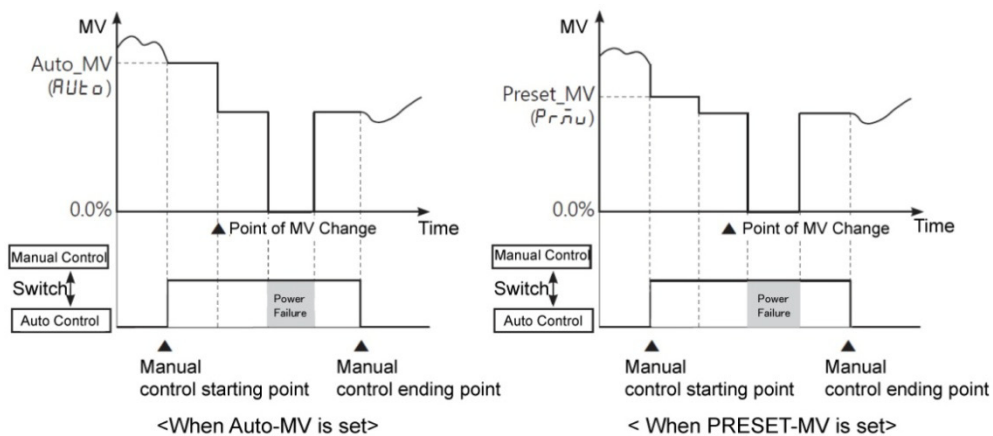 MV
Auto_MV
(AUto)
0.0%
Point of MV Change
Time
Manual Control
Switch
Auto Control
Power
Failure
Manual
control starting point
Manual
control ending point
<When Auto-MV is set>
MV
Preset_MV
(Prmu)
0.0%
Point of MV Change
Time
Manual Control
Switch
Auto Control
Power
Failure
Manual
control starting point
Manual
control ending point
< When PRESET-MV is set>